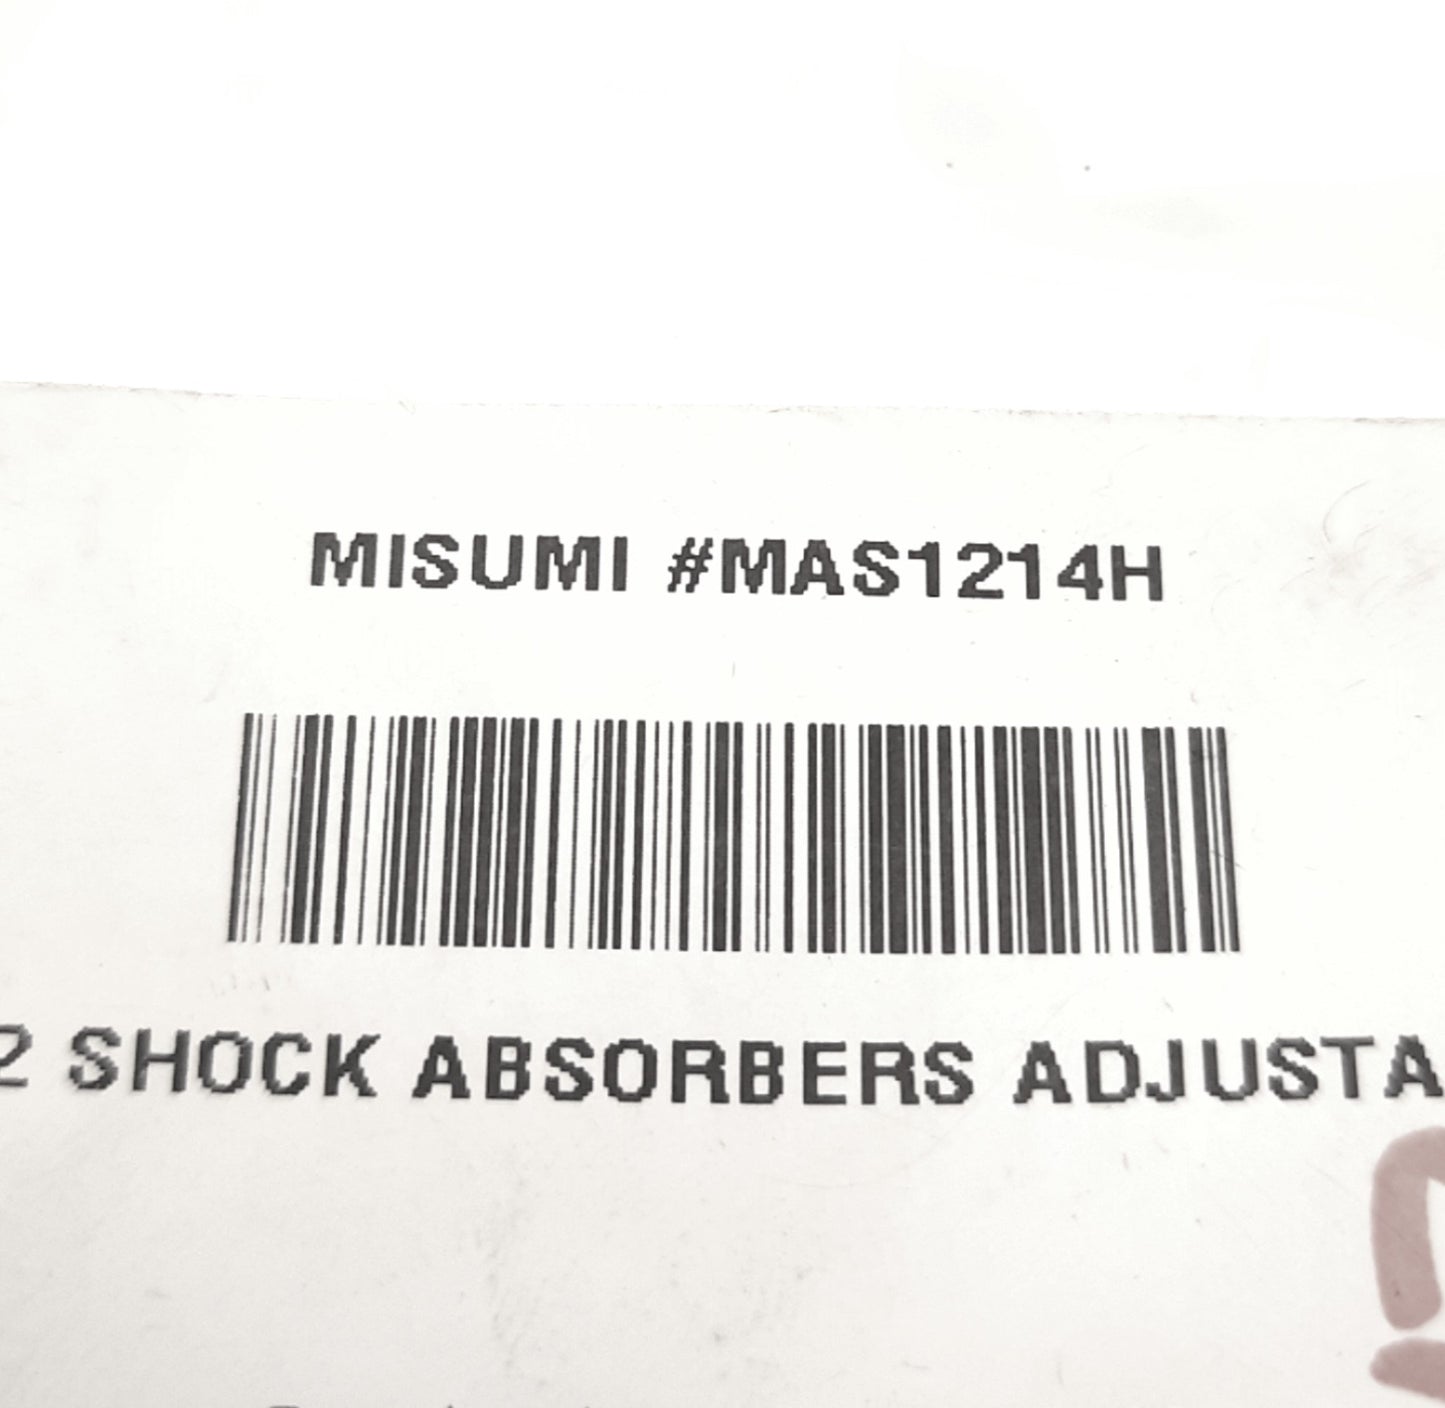 MISUMI #MAS1214H
2 SHOCK ABSORBERS ADJUSTA